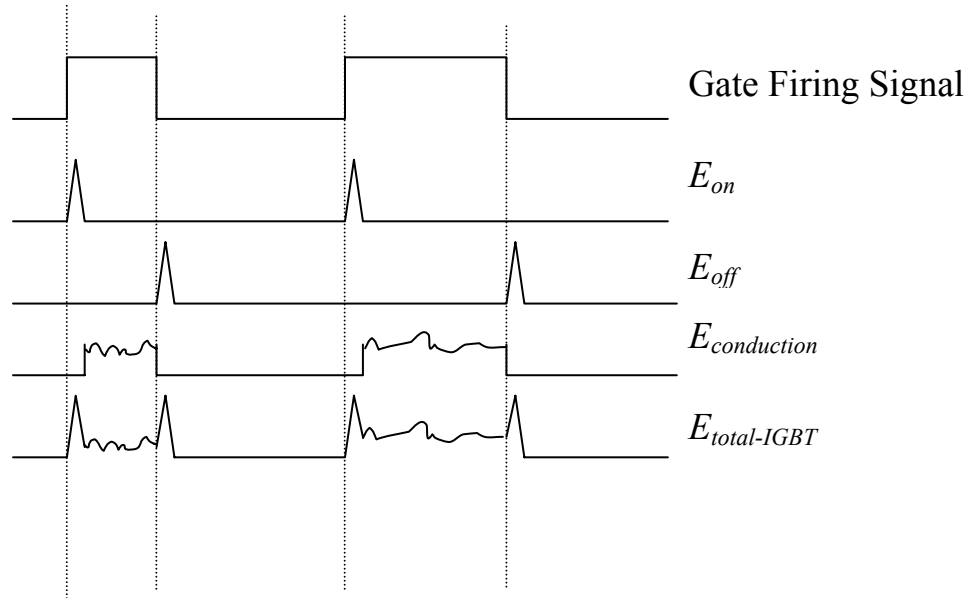 Gate Firing Signal
E_on
E_off
E_conduction
E_total-IGBT